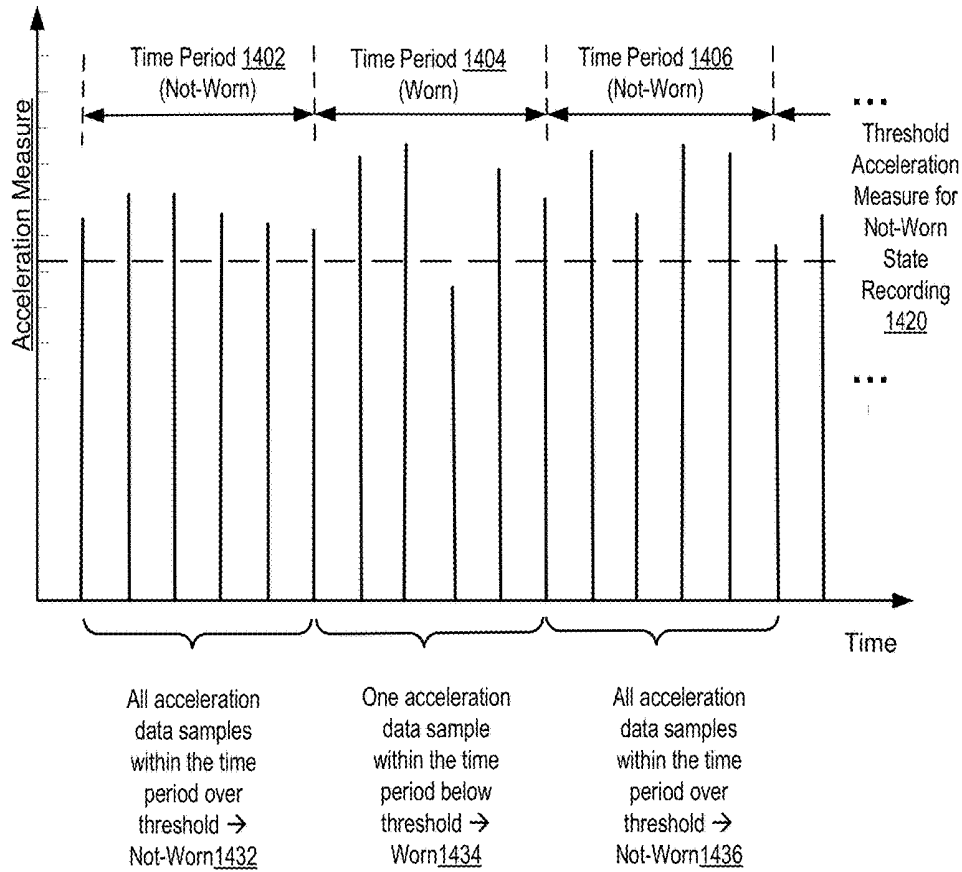 Time Period 1402
(Not-Worn)
Time Period 1404
(Worn)
Time Period 1406
(Not-Worn)
...
Threshold
Acceleration
Measure for
Not-Worn
State
Recording
1420
...
Acceleration Measure
Time
All acceleration
data samples
within the time
period over
threshold →
Not-Worn1432
One acceleration
data sample
within the time
period below
threshold →
Worn1434
All acceleration
data samples
within the time
period over
threshold →
Not-Worn1436